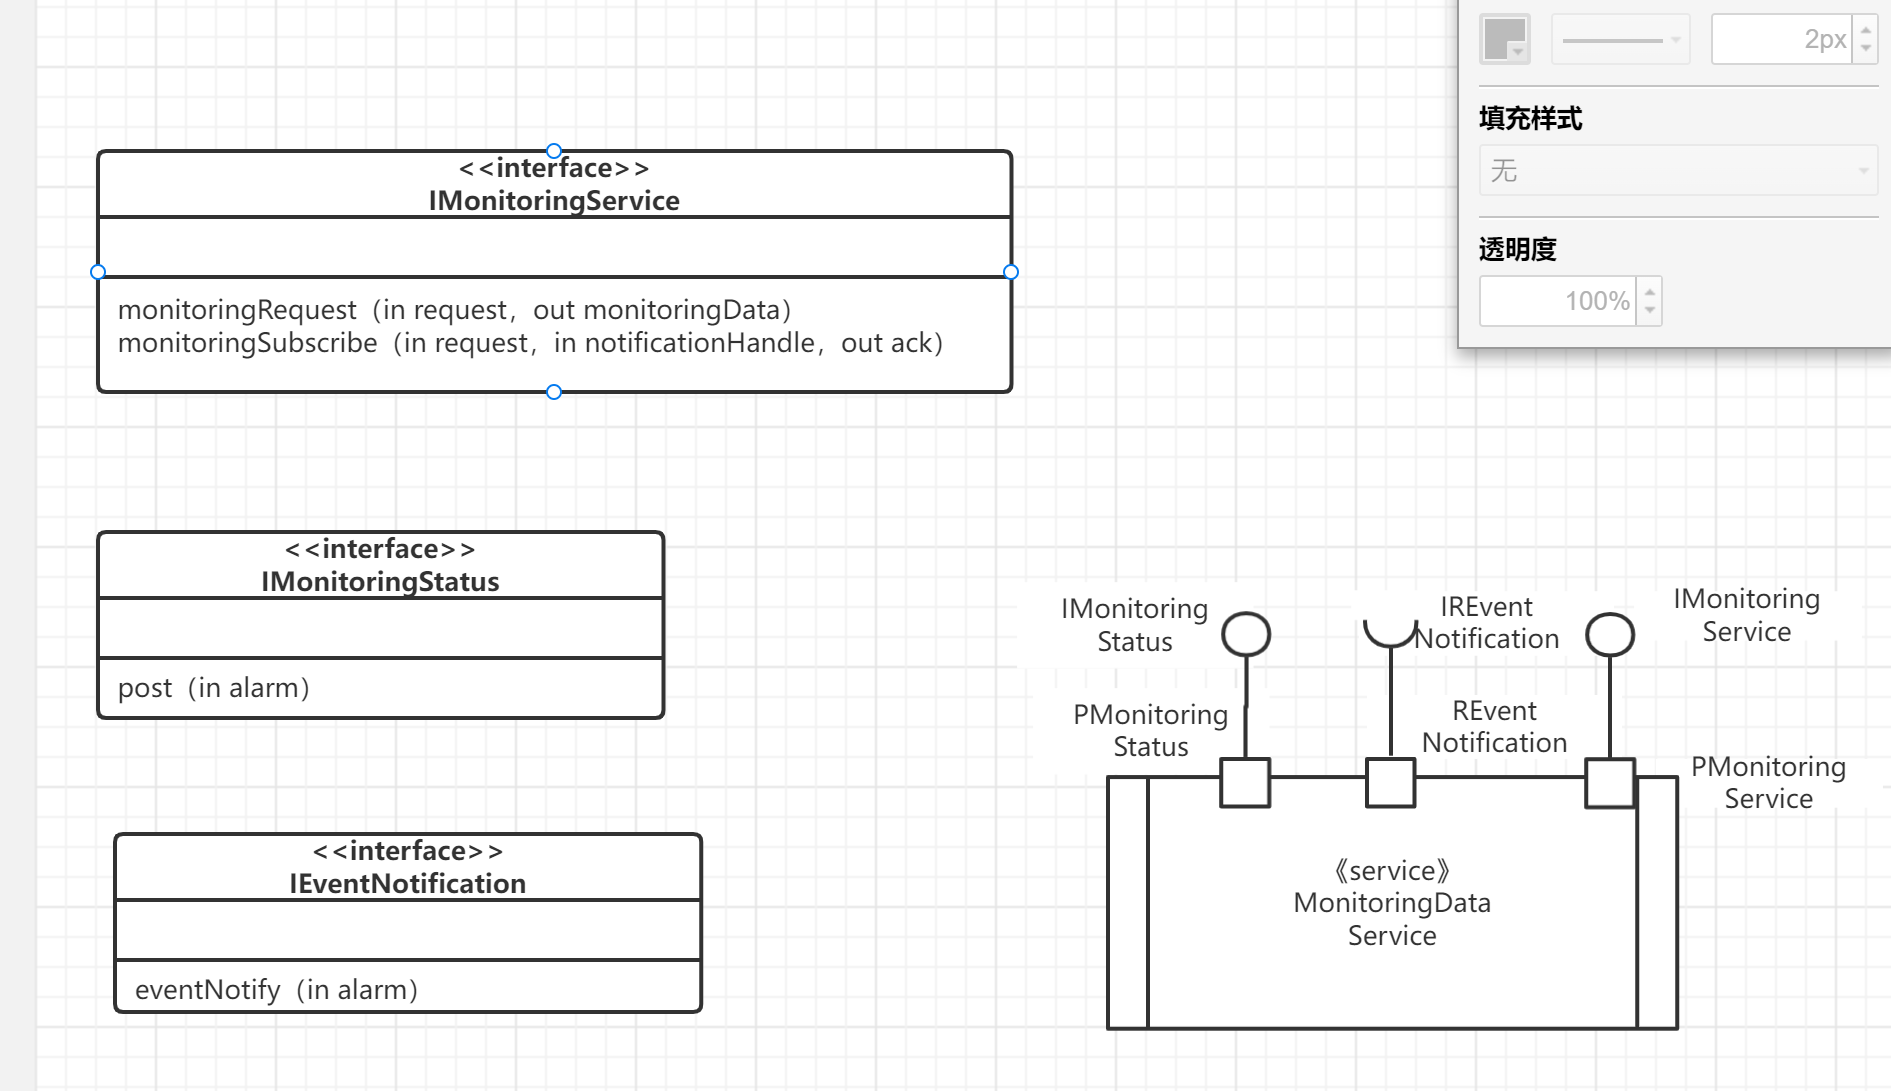 2px
填充样式
无
透明度
100%
<<interface>>
IMonitoringService
monitoringRequest（in request，out monitoringData）
monitoringSubscribe（in request，in notificationHandle，out ack）
<<interface>>
IMonitoringStatus
post（in alarm）
<<interface>>
IEventNotification
eventNotify（in alarm）
IMonitoring
Status
IREvent
Notification
IMonitoring
Service
PMonitoring
Status
REvent
Notification
PMonitoring
Service
《service》
MonitoringData
Service